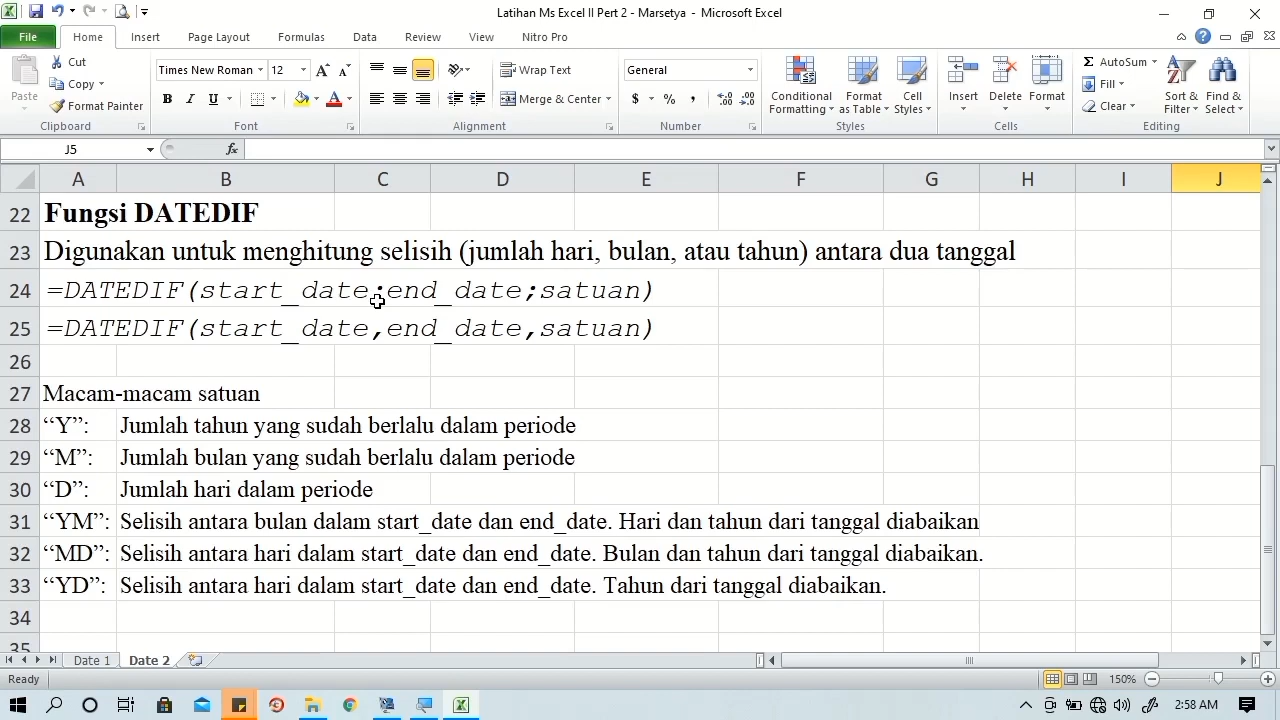 Latihan Ms Excel II Pert 2 - Marsetya - Microsoft Excel
File Home Insert Page Layout Formulas Data Review View Nitro Pro
Paste Cut Copy Format Painter
Times New Roman 12
B I U A A A
Wrap Text
Merge & Center
General
$ % ,
Conditional Formatting Format as Table Cell Styles
Insert Delete Format
AutoSum Fill Clear
Sort & Filter Find & Select
Clipboard Font Alignment Number Styles Cells Editing
J5 fx
A B C D E F G H I J
22 Fungsi DATEDIF
23 Digunakan untuk menghitung selisih (jumlah hari, bulan, atau tahun) antara dua tanggal
24 =DATEDIF(start_date;end_date;satuan)
25 =DATEDIF(start_date,end_date,satuan)
26
27 Macam-macam satuan
28 “Y”: Jumlah tahun yang sudah berlalu dalam periode
29 “M”: Jumlah bulan yang sudah berlalu dalam periode
30 “D”: Jumlah hari dalam periode
31 “YM”: Selisih antara bulan dalam start_date dan end_date. Hari dan tahun dari tanggal diabaikan
32 “MD”: Selisih antara hari dalam start_date dan end_date. Bulan dan tahun dari tanggal diabaikan.
33 “YD”: Selisih antara hari dalam start_date dan end_date. Tahun dari tanggal diabaikan.
34
35
Date 1 Date 2
Ready 150%
2:58 AM